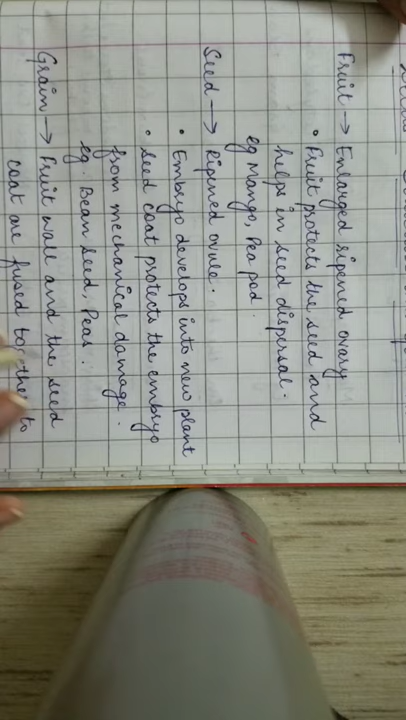 Fruit → Enlarged ripened ovary
• Fruit protects the seed and
helps in seed dispersal.
eg Mango, Pea pod.
Seed → Ripened ovule.
• Embryo develops into new plant
• Seed coat protects the embryo
from mechanical damage.
eg. Bean seed, Peas.
Grain → Fruit wall and the seed
coat are fused together to